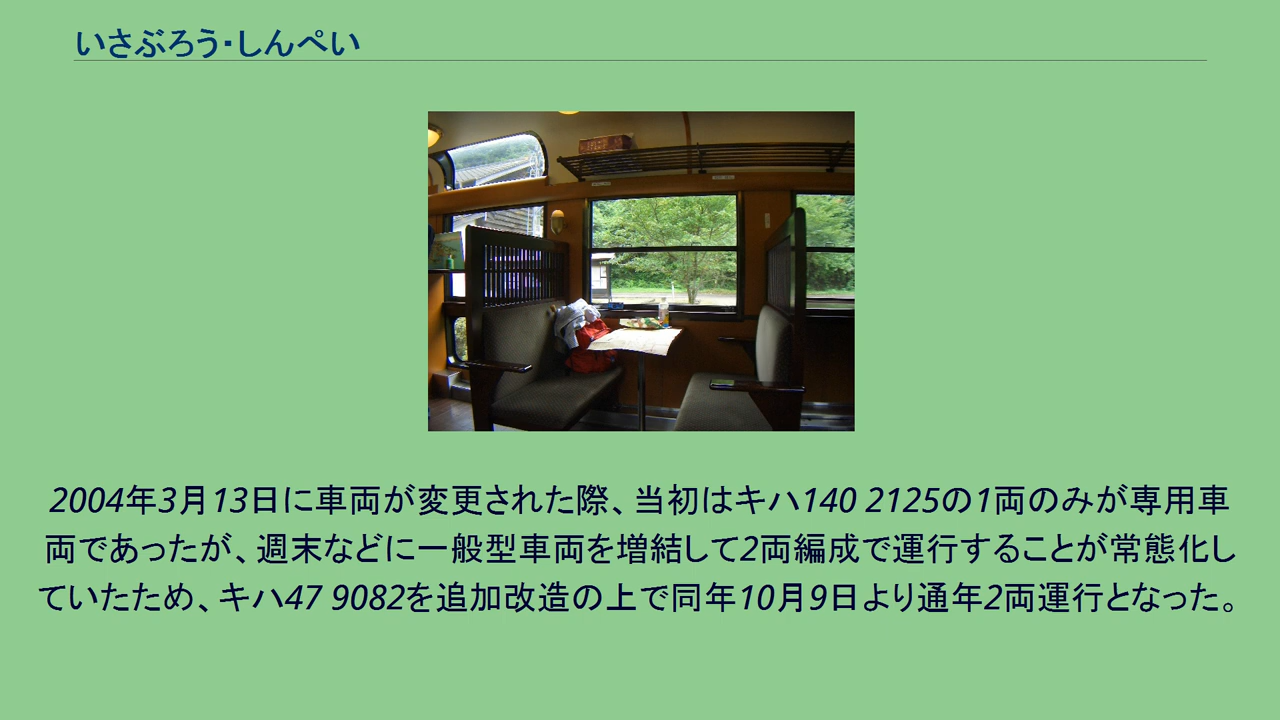 いさぶろう・しんぺい
2004年3月13日に車両が変更された際、当初はキハ140 2125の1両のみが専用車
両であったが、週末などに一般型車両を増結して2両編成で運行することが常態化し
ていたため、キハ47 9082を追加改造の上で同年10月9日より通年2両運行となった。